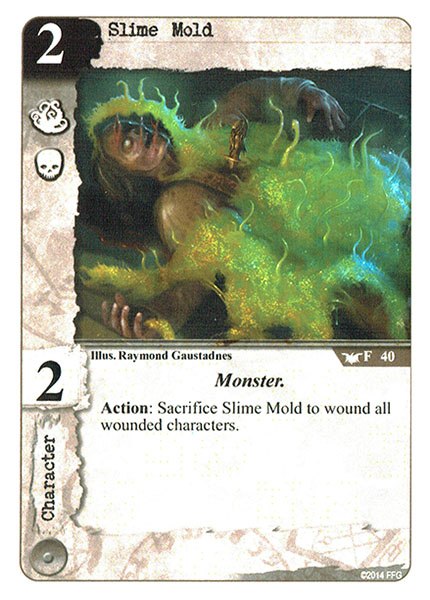 2
Slime Mold
Illus. Raymond Gaustadnes
F 40
2
Monster.
Action: Sacrifice Slime Mold to wound all
wounded characters.
Character
©2014 FFG